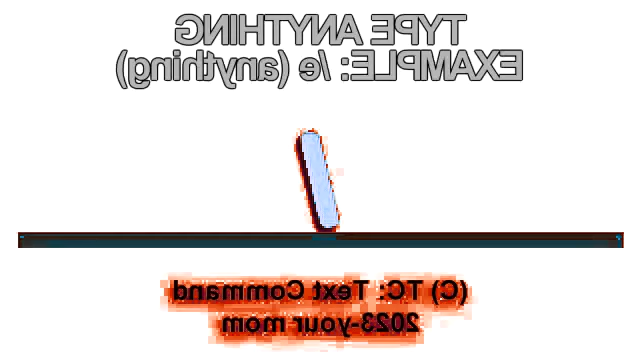 TYPE ANYTHING
EXAMPLE: /e (anything)
(C) TC: Text Command
2023-your mom